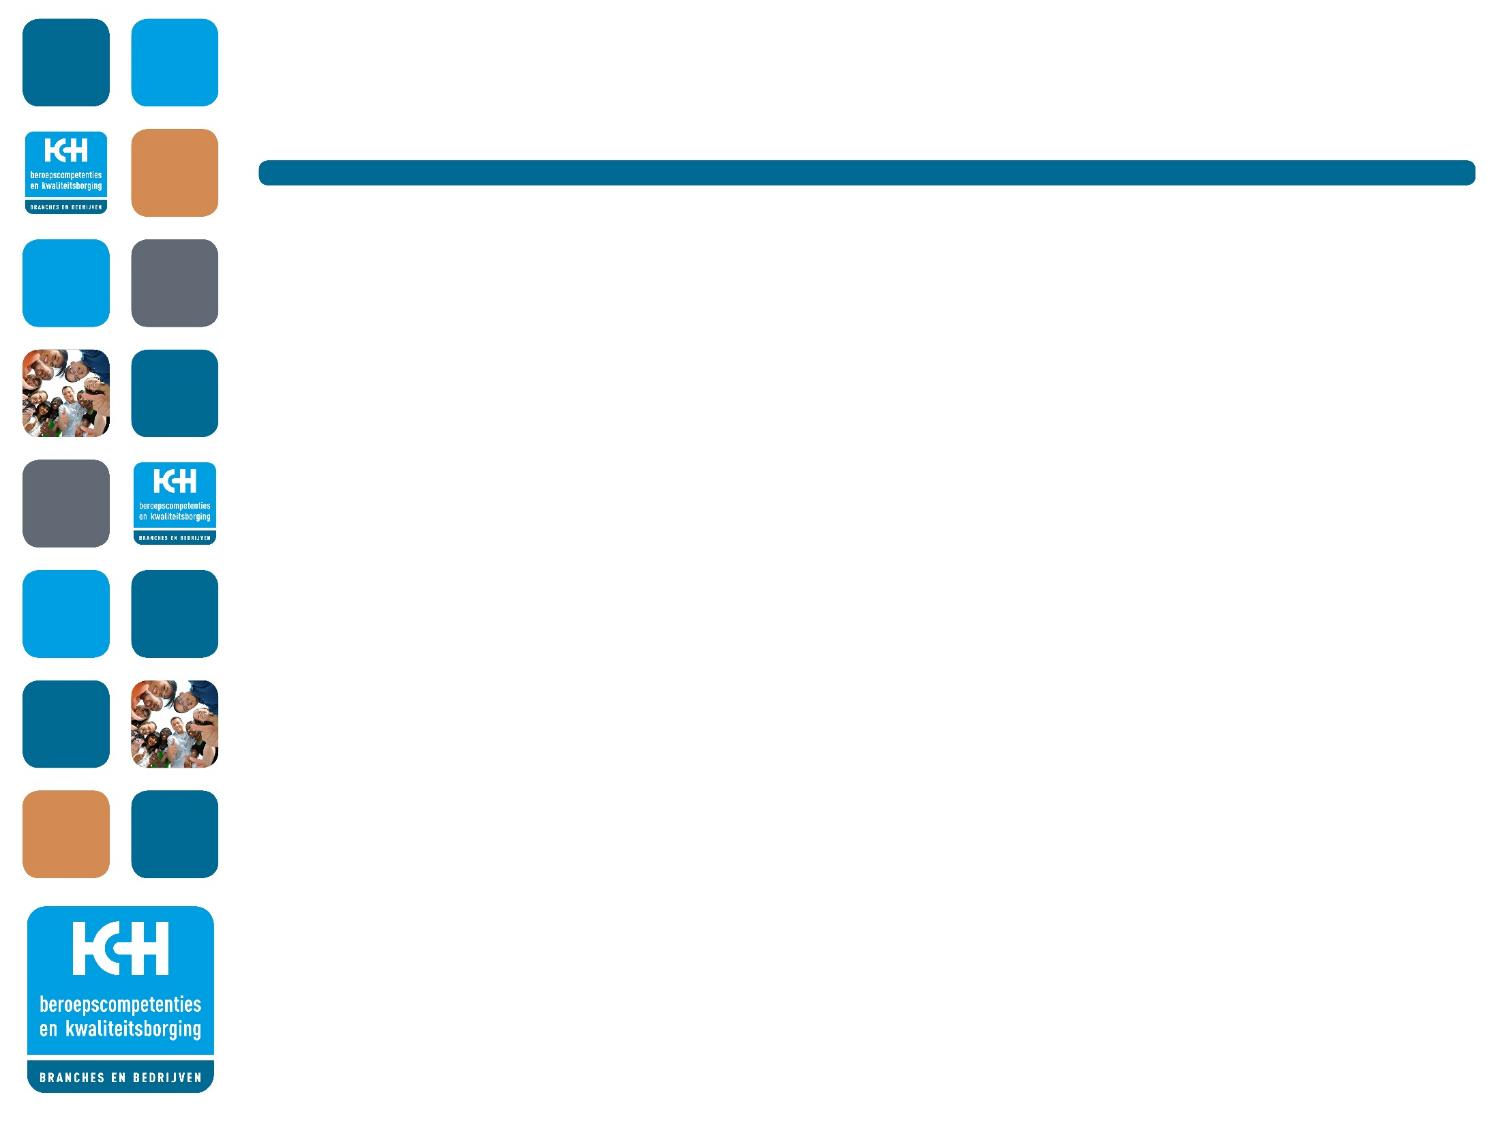 KCH
beroepscompetenties
en kwaliteitsborging
BRANCHES EN BEDRIJVEN
KCH
beroepscompetenties
en kwaliteitsborging
BRANCHES EN BEDRIJVEN
KCH
beroepscompetenties
en kwaliteitsborging
BRANCHES EN BEDRIJVEN